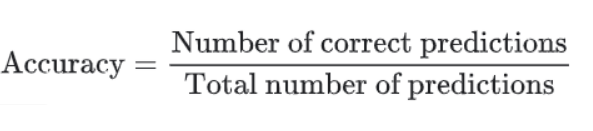 Accuracy = Number of correct predictions / Total number of predictions